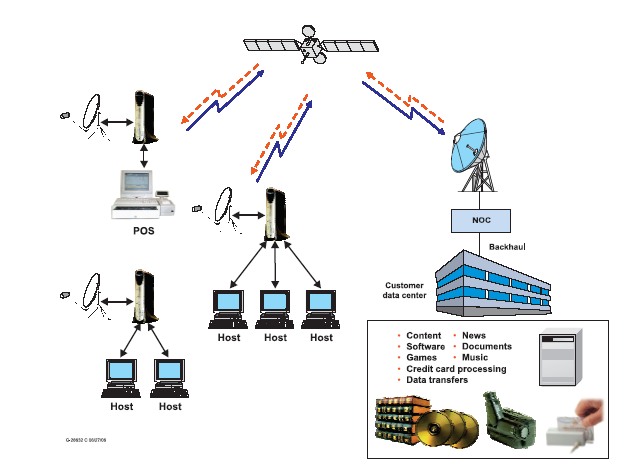 POS
NOC
Backhaul
Customer
data center
Host Host Host
Host Host
• Content • News
• Software • Documents
• Games • Music
• Credit card processing
• Data transfers